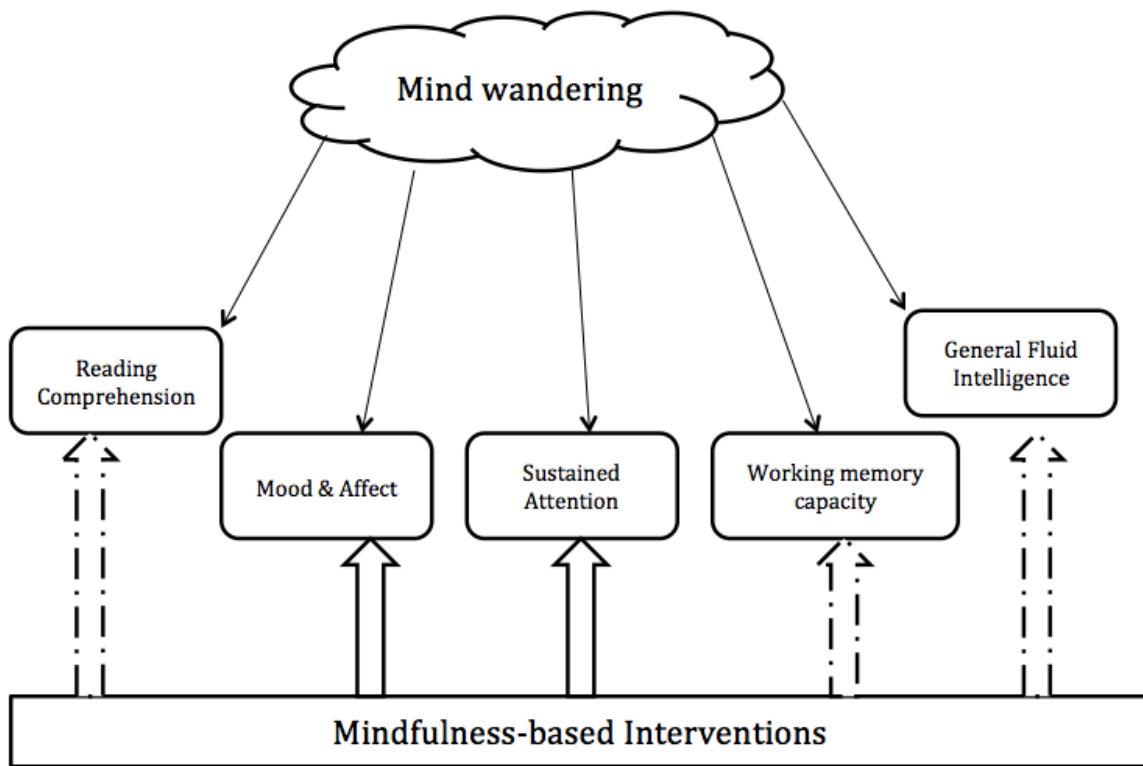 Mind wandering
Reading
Comprehension
General Fluid
Intelligence
Mood & Affect
Sustained
Attention
Working memory
capacity
Mindfulness-based Interventions